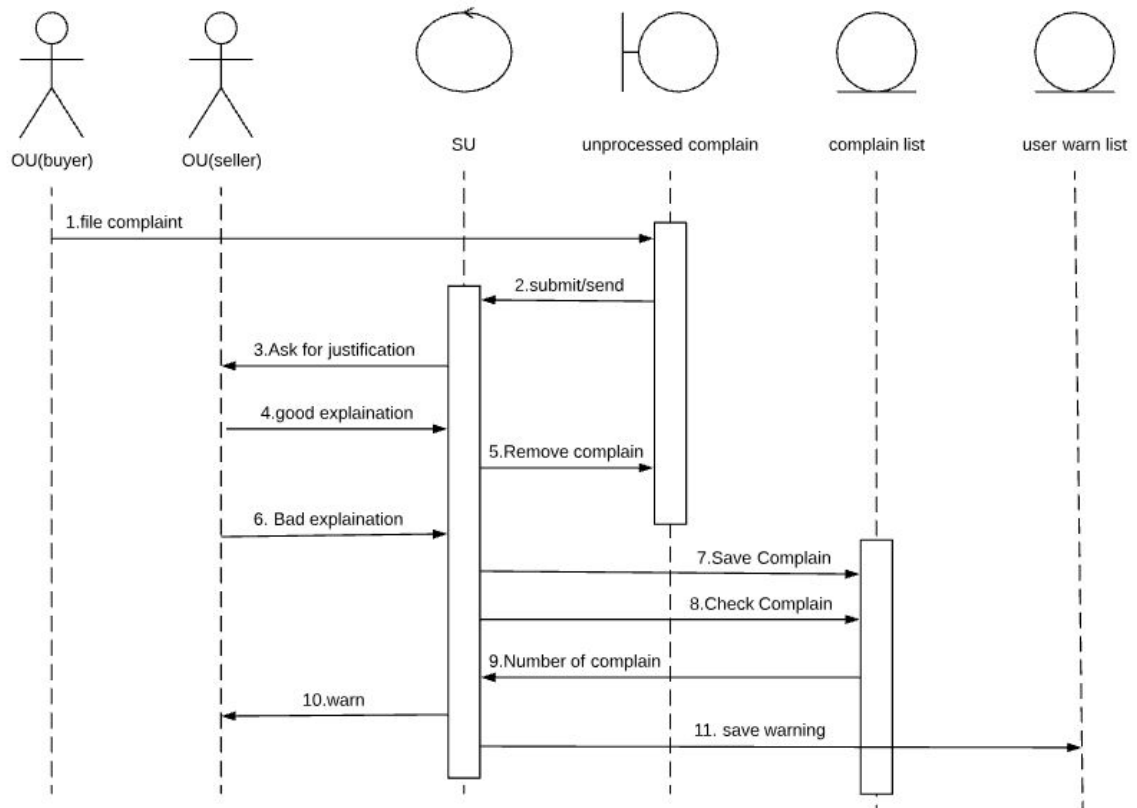 SU
unprocessed complain
complain list
user warn list
OU(buyer)
OU(seller)
1.file complaint
2.submit/send
3.Ask for justification
4.good explaination
5.Remove complain
6. Bad explaination
7.Save Complain
8.Check Complain
9.Number of complain
10.warn
11. save warning